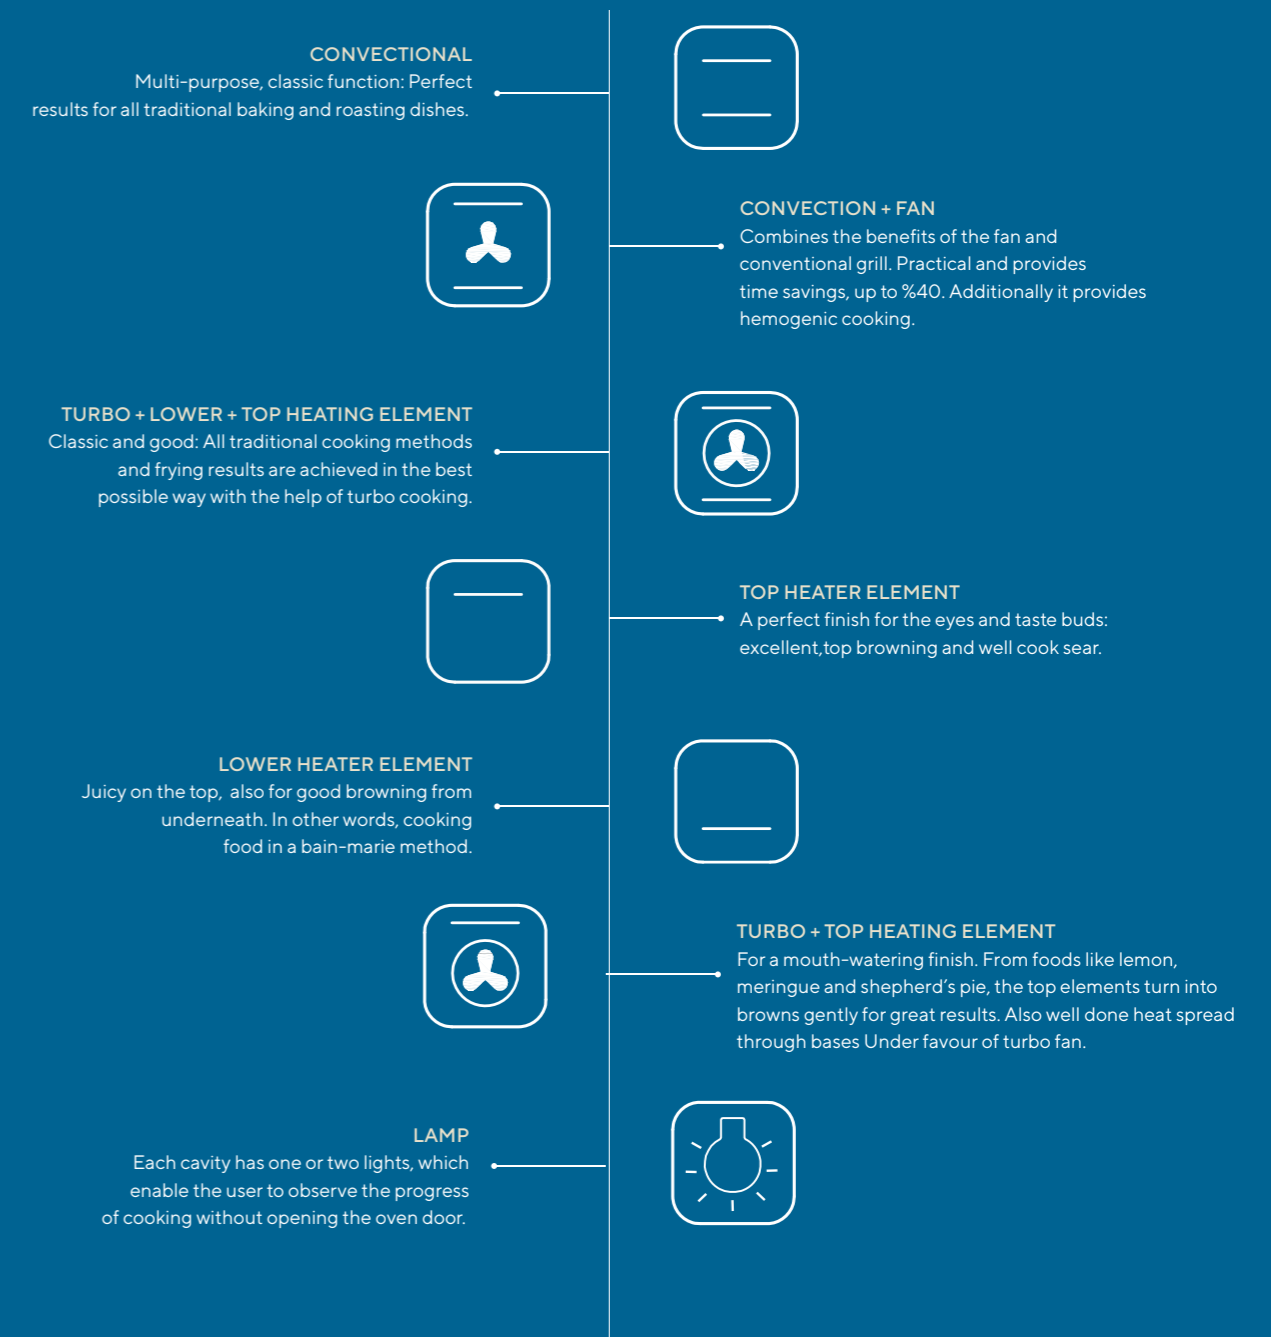 CONVECTIONAL
Multi-purpose, classic function: Perfect
results for all traditional baking and roasting dishes.
CONVECTION + FAN
Combines the benefits of the fan and
conventional grill. Practical and provides
time savings, up to %40. Additionally it provides
hemogenic cooking.
TURBO + LOWER + TOP HEATING ELEMENT
Classic and good: All traditional cooking methods
and frying results are achieved in the best
possible way with the help of turbo cooking.
TOP HEATER ELEMENT
A perfect finish for the eyes and taste buds:
excellent,top browning and well cook sear.
LOWER HEATER ELEMENT
Juicy on the top,  also for good browning from
underneath. In other words, cooking
food in a bain-marie method.
TURBO + TOP HEATING ELEMENT
For a mouth-watering finish. From foods like lemon,
meringue and shepherd's pie, the top elements turn into
browns gently for great results. Also well done heat spread
through bases Under favour of turbo fan.
LAMP
Each cavity has one or two lights, which
enable the user to observe the progress
of cooking without opening the oven door.